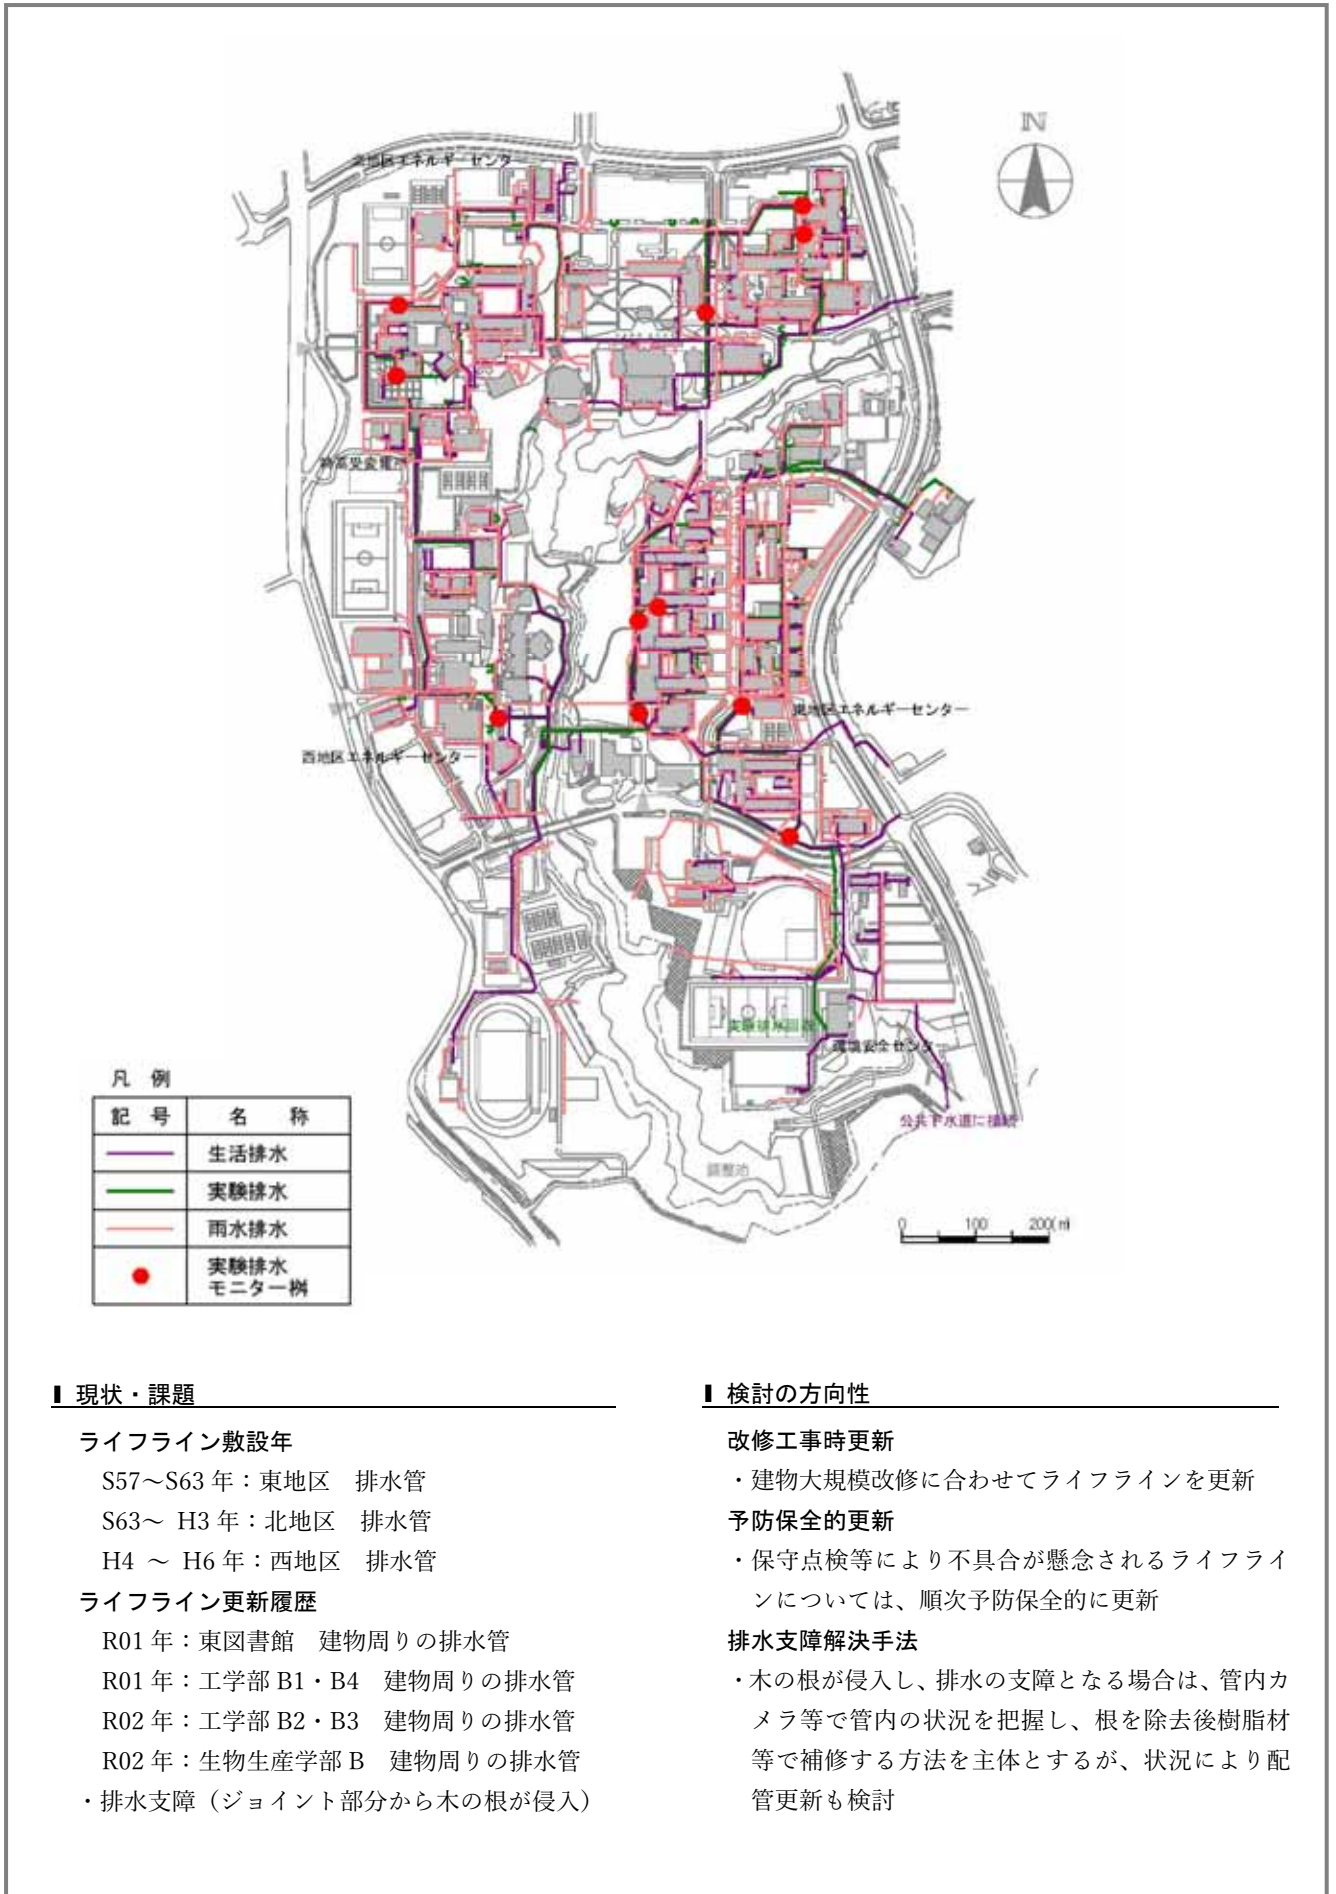 N
北地区エネルギーセンター
特高受変電所
東地区エネルギーセンター
西地区エネルギーセンター
環境安全センター
公共下水道に接続
調整池
0 100 200(m)
凡 例
記 号 名 称
生活排水
実験排水
雨水排水
実験排水
モニター桝
現状・課題
ライフライン敷設年
S57～S63 年：東地区 排水管
S63～ H3 年：北地区 排水管
H4 ～ H6 年：西地区 排水管
ライフライン更新履歴
R01 年：東図書館 建物周りの排水管
R01 年：工学部 B1・B4 建物周りの排水管
R02 年：工学部 B2・B3 建物周りの排水管
R02 年：生物生産学部 B 建物周りの排水管
・排水支障（ジョイント部分から木の根が侵入）
検討の方向性
改修工事時更新
・建物大規模改修に合わせてライフラインを更新
予防保全的更新
・保守点検等により不具合が懸念されるライフライ
ンについては、順次予防保全的に更新
排水支障解決手法
・木の根が侵入し、排水の支障となる場合は、管内カ
メラ等で管内の状況を把握し、根を除去後樹脂材
等で補修する方法を主体とするが、状況により配
管更新も検討